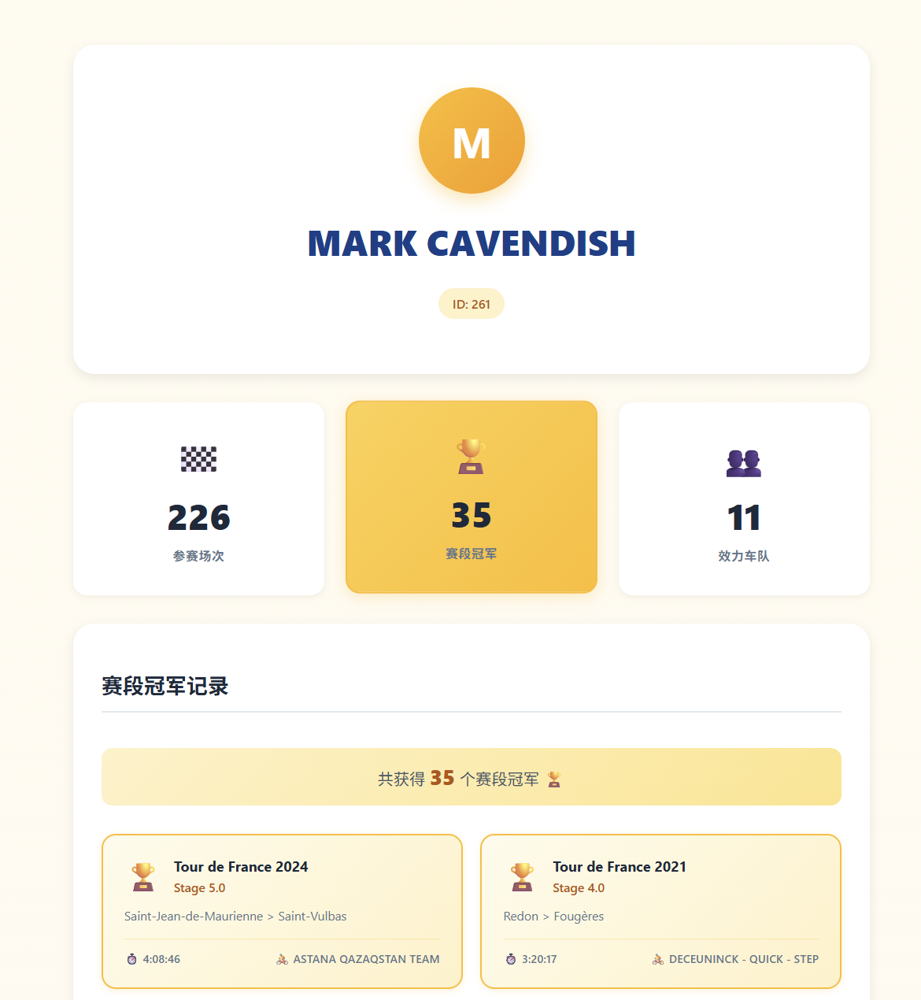 M
MARK CAVENDISH
ID: 261
226
参赛场次
35
赛段冠军
11
效力车队
赛段冠军记录
共获得 35 个赛段冠军
Tour de France 2024
Stage 5.0
Saint-Jean-de-Maurienne > Saint-Vulbas
4:08:46 ASTANA QAZAQSTAN TEAM
Tour de France 2021
Stage 4.0
Redon > Fougères
3:20:17 DECEUNINCK - QUICK - STEP